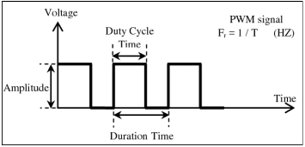 Voltage
Duty Cycle
Time
PWM signal
Fr = 1 / T (HZ)
Amplitude
Time
Duration Time